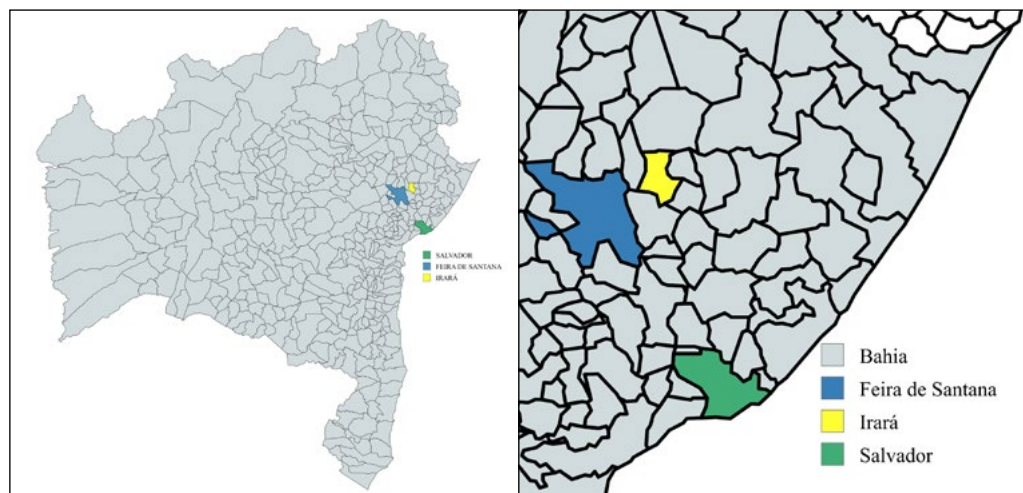 SALVADOR
FEIRA DE SANTANA
IRARÁ
Bahia
Feira de Santana
Irará
Salvador